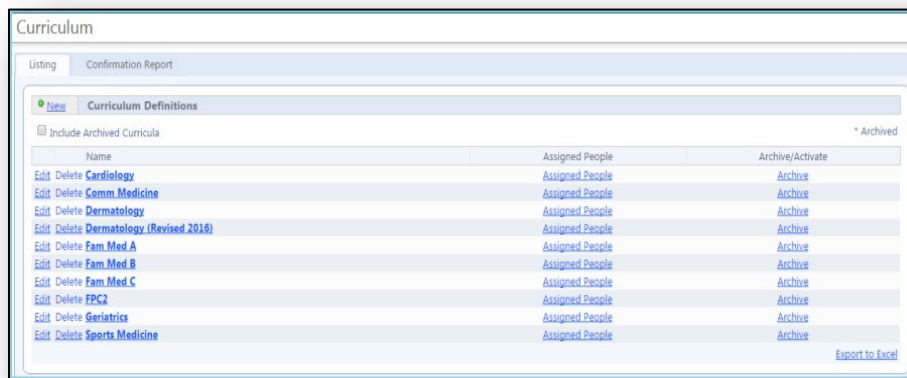 Curriculum
Listing Confirmation Report
New Curriculum Definitions
Include Archived Curricula * Archived
Name Assigned People Archive/Activate
Edit Delete Cardiology Assigned People Archive
Edit Delete Comm Medicine Assigned People Archive
Edit Delete Dermatology Assigned People Archive
Edit Delete Dermatology (Revised 2016) Assigned People Archive
Edit Delete Fam Med A Assigned People Archive
Edit Delete Fam Med B Assigned People Archive
Edit Delete Fam Med C Assigned People Archive
Edit Delete FPC2 Assigned People Archive
Edit Delete Geriatrics Assigned People Archive
Edit Delete Sports Medicine Assigned People Archive
Export to Excel